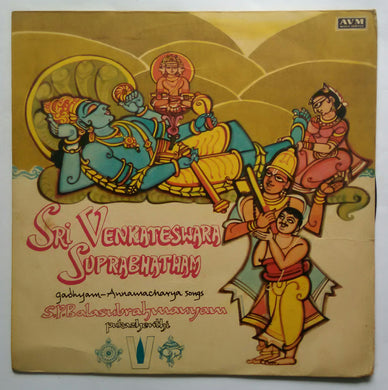 AVM
SRI VENKATESWARA
SUPRABHATHAM
gadhyam - Annamacharya songs
S.P. Balasubrahmanyam